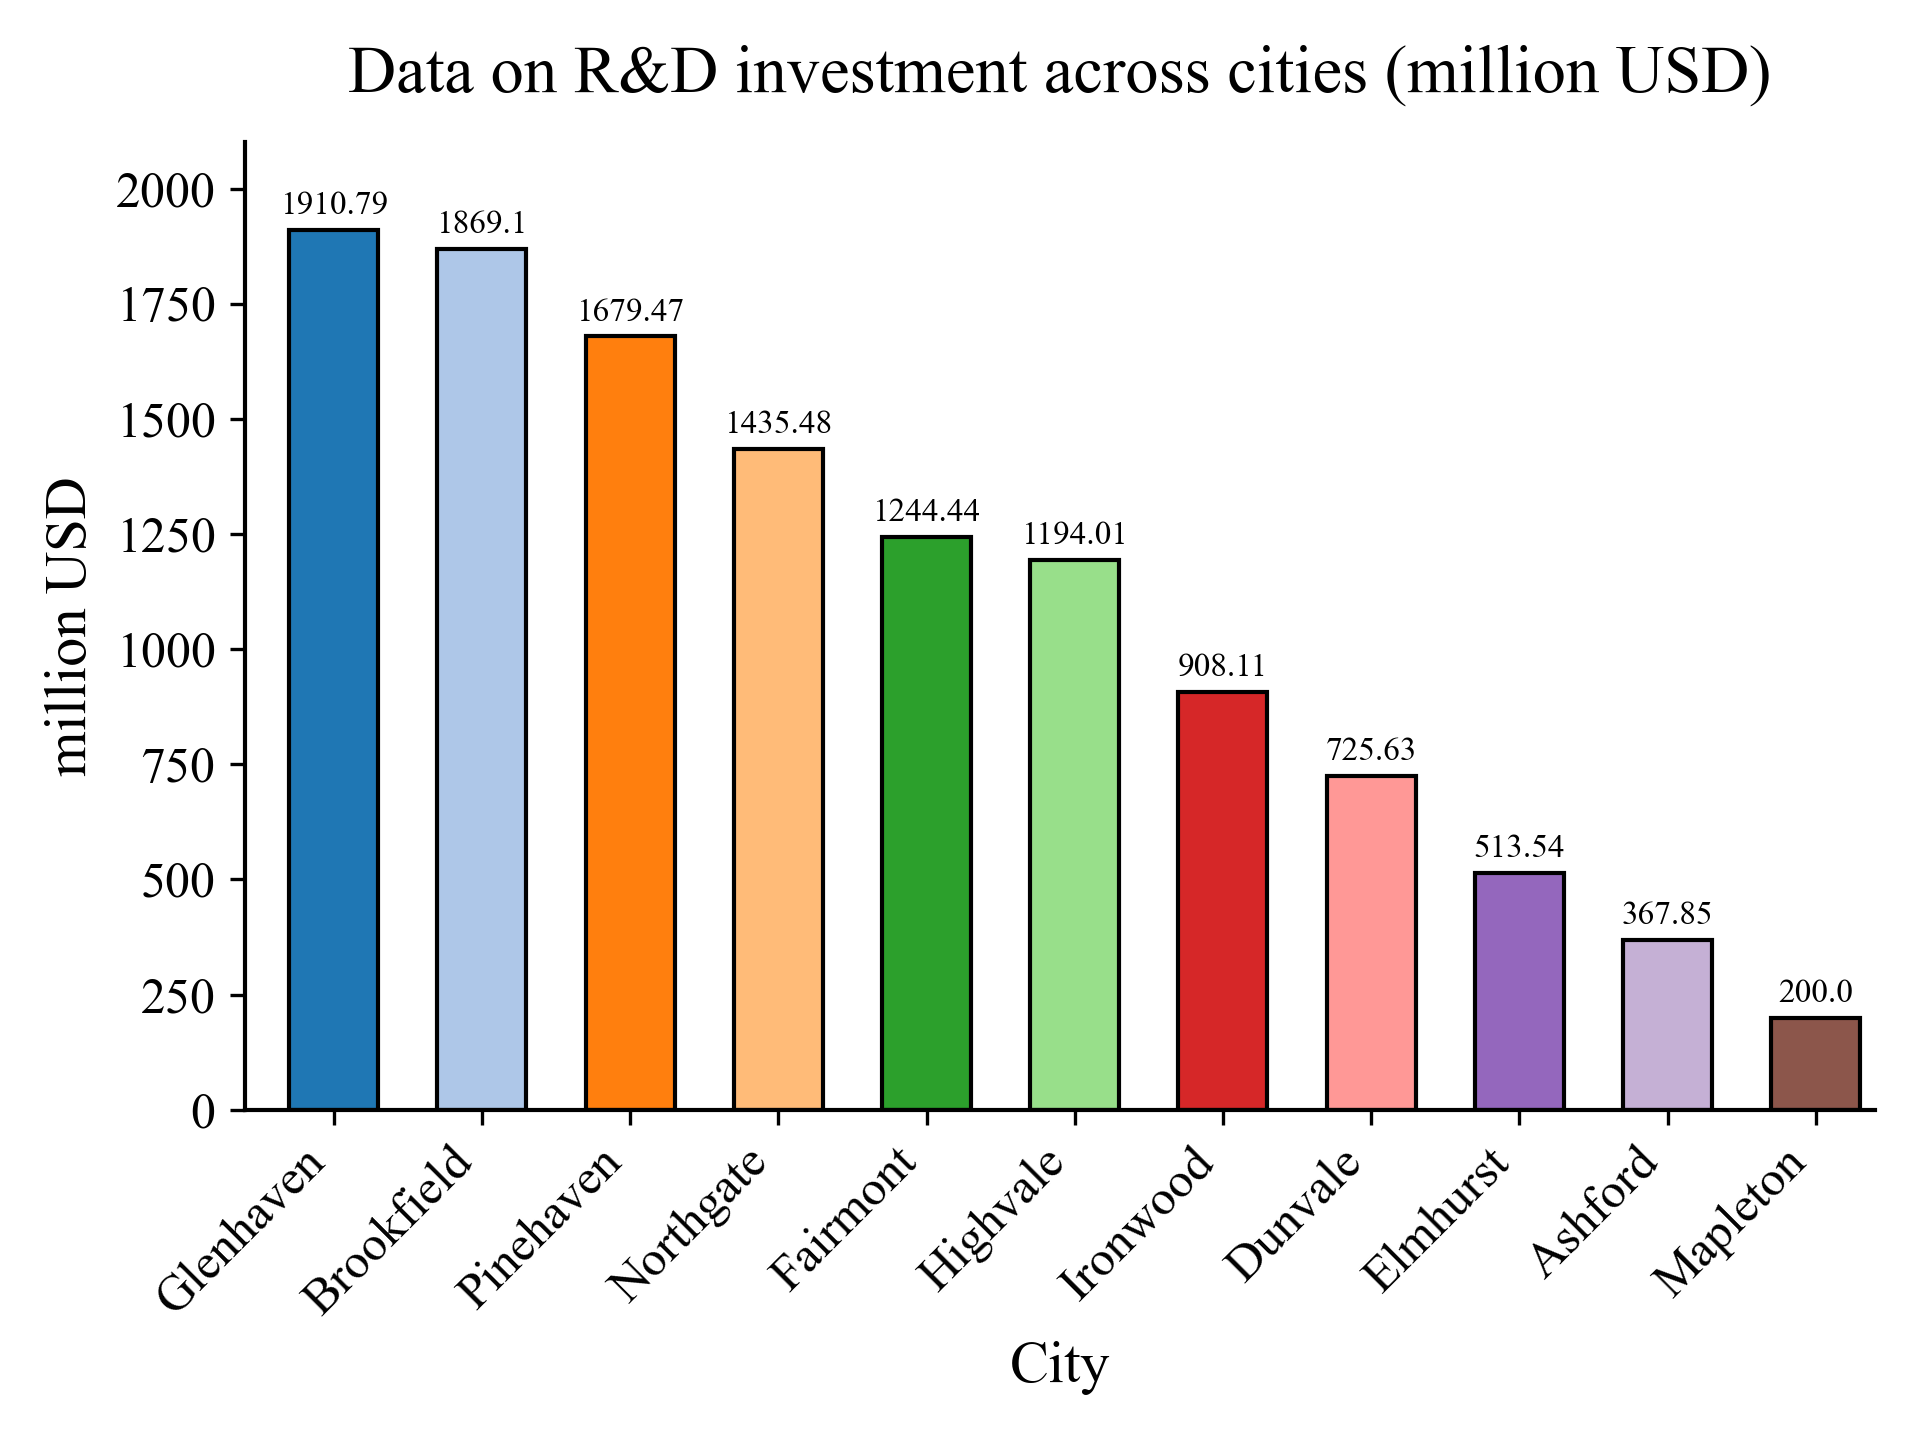 Data on R&D investment across cities (million USD)
million USD
2000
1750
1500
1250
1000
750
500
250
0
1910.79
1869.1
1679.47
1435.48
1244.44
1194.01
908.11
725.63
513.54
367.85
200.0
Glenhaven
Brookfield
Pinehaven
Northgate
Fairmont
Highvale
Ironwood
Dunvale
Elmhurst
Ashford
Mapleton
City